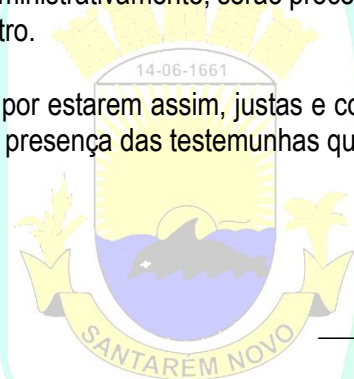 ministrativamente, serão proce
tro.
14-06-1661
por estarem assim, justas e co
presença das testemunhas qu
SANTARÉM NOVO